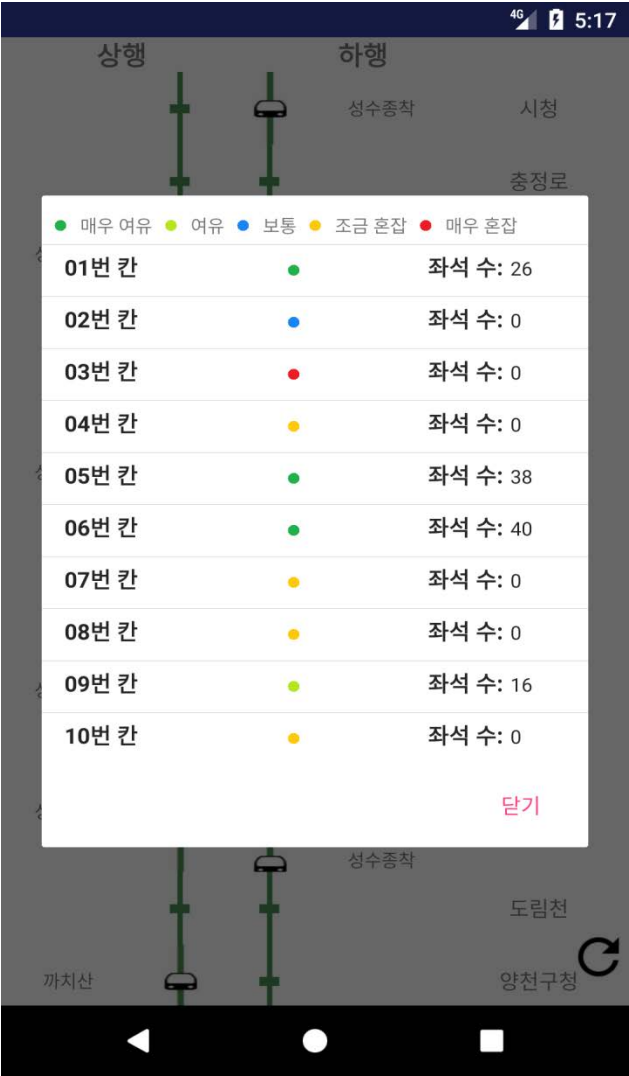 4G 5:17
상행 하행
성수종착 시청
충정로
매우 여유 여유 보통 조금 혼잡 매우 혼잡
01번 칸 좌석 수: 26
02번 칸 좌석 수: 0
03번 칸 좌석 수: 0
04번 칸 좌석 수: 0
05번 칸 좌석 수: 38
06번 칸 좌석 수: 40
07번 칸 좌석 수: 0
08번 칸 좌석 수: 0
09번 칸 좌석 수: 16
10번 칸 좌석 수: 0
닫기
성수종착
도림천
까치산 양천구청